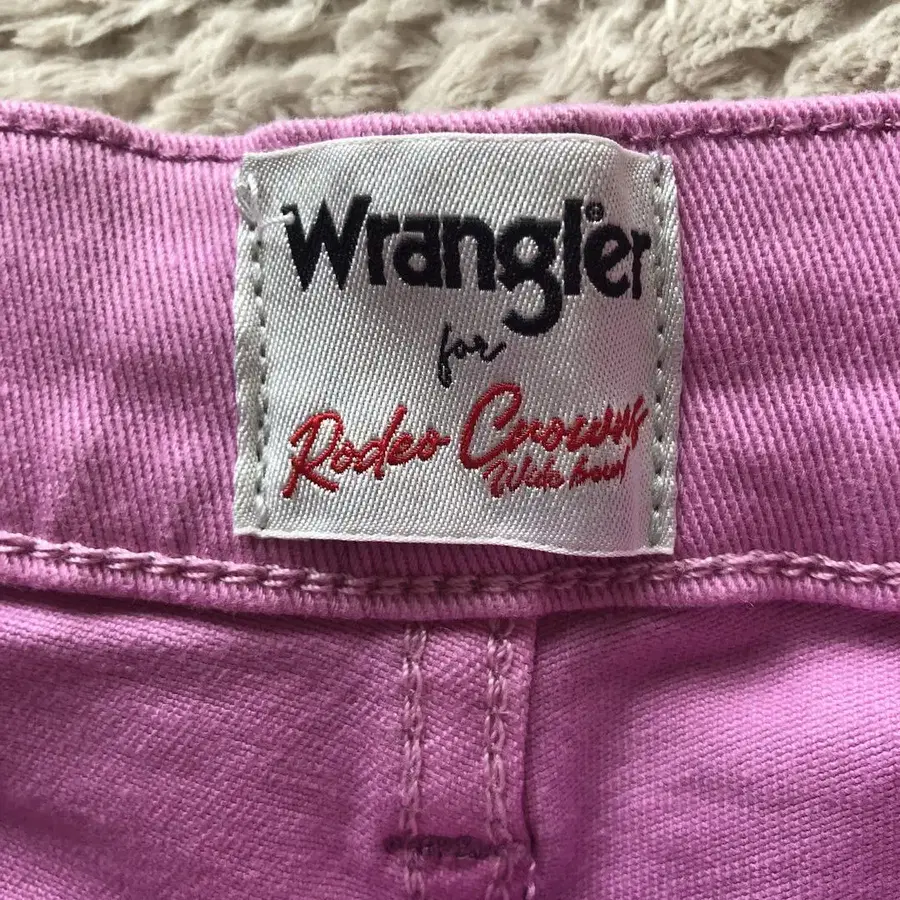 Wrangler®
for
Rodeo Crowns
Wide Bowl